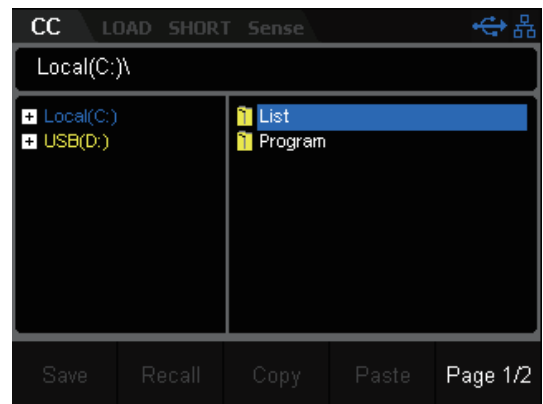 CC LOAD SHORT Sense
Local(C:)\
Local(C:)
USB(D:)
List
Program
Save Recall Copy Paste Page 1/2